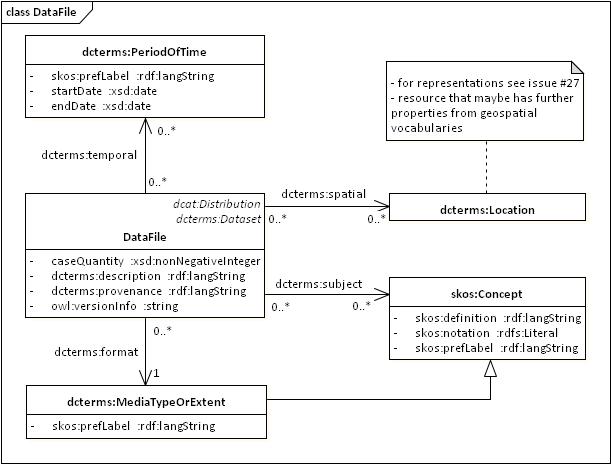 class DataFile
dcterms:PeriodOfTime
- skos:prefLabel :rdf:langString
- startDate :xsd:date
- endDate :xsd:date
- for representations see issue #27
- resource that maybe has further
properties from geospatial
vocabularies
0..*
dcterms:temporal
0..*
dcat:Distribution
dcterms:Dataset
DataFile
- caseQuantity :xsd:nonNegativeInteger
- dcterms:description :rdf:langString
- dcterms:provenance :rdf:langString
- owl:versionInfo :string
dcterms:spatial
0..*
0..*
dcterms:Location
dcterms:subject
0..*
0..*
skos:Concept
- skos:definition :rdf:langString
- skos:notation :rdfs:Literal
- skos:prefLabel :rdf:langString
0..*
dcterms:format
1
dcterms:MediaTypeOrExtent
- skos:prefLabel :rdf:langString